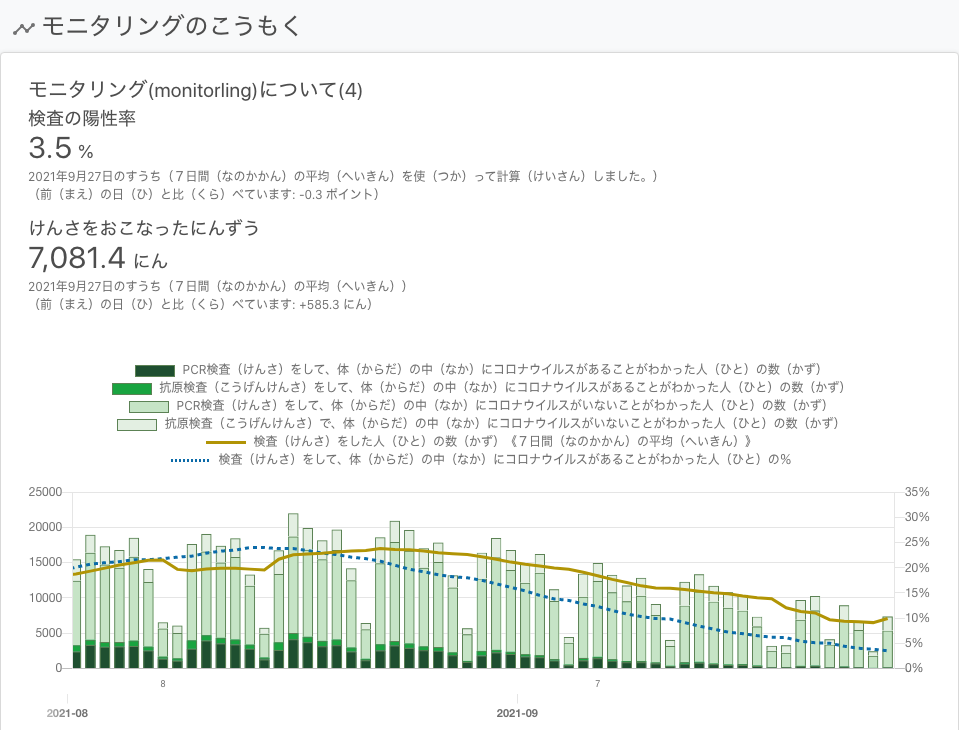 モニタリングのこうもく
モニタリング(monitorling)について(4)
検査の陽性率
3.5 %
2021年9月27日のすうち（７日間（なのかかん）の平均（へいきん）を使（つか）って計算（けいさん）しました。）
（前（まえ）の日（ひ）と比（くら）べています: -0.3 ポイント）
けんさをおこなったにんずう
7,081.4 にん
2021年9月27日のすうち（７日間（なのかかん）の平均（へいきん））
（前（まえ）の日（ひ）と比（くら）べています: +585.3 にん）
PCR検査（けんさ）をして、体（からだ）の中（なか）にコロナウイルスがあることがわかった人（ひと）の数（かず）
抗原検査（こうげんけんさ）をして、体（からだ）の中（なか）にコロナウイルスがあることがわかった人（ひと）の数（かず）
PCR検査（けんさ）をして、体（からだ）の中（なか）にコロナウイルスがいないことがわかった人（ひと）の数（かず）
抗原検査（こうげんけんさ）で、体（からだ）の中（なか）にコロナウイルスがいないことがわかった人（ひと）の数（かず）
検査（けんさ）をした人（ひと）の数（かず）《７日間（なのかかん）の平均（へいきん）》
検査（けんさ）をして、体（からだ）の中（なか）にコロナウイルスがあることがわかった人（ひと）の%
25000
20000
15000
10000
5000
0
35%
30%
25%
20%
15%
10%
5%
0%
8
7
2021-08
2021-09